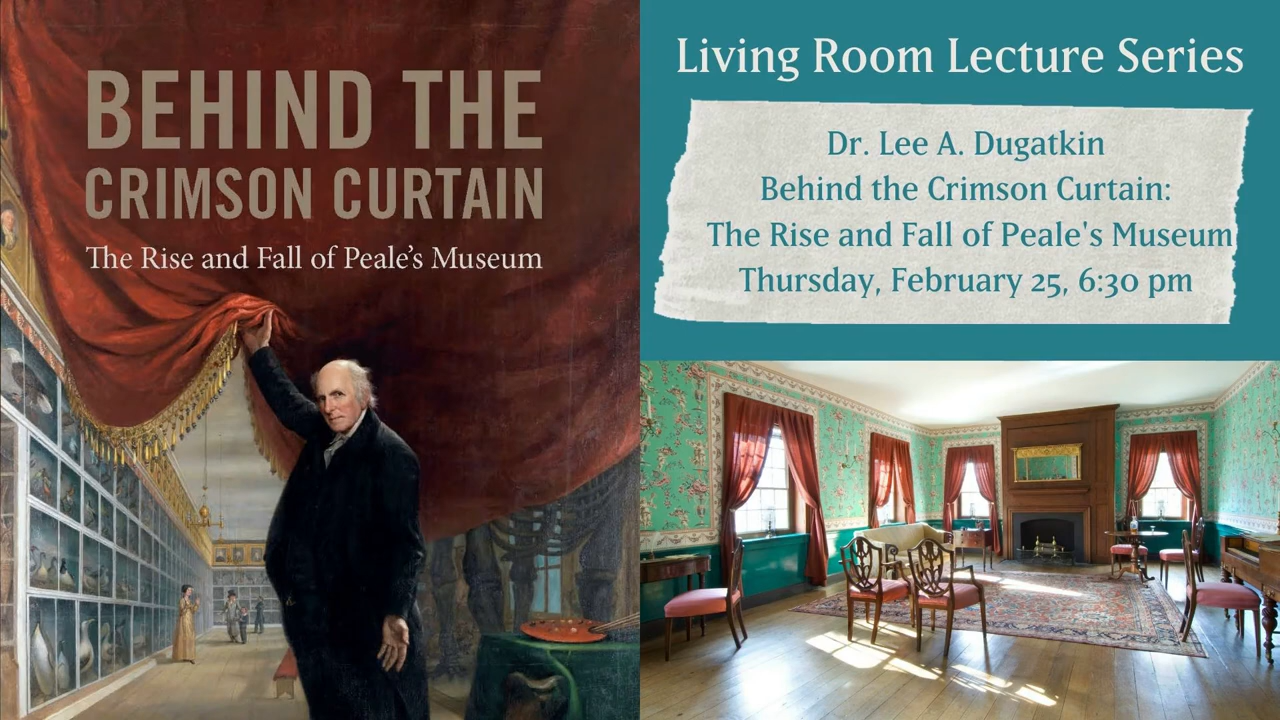 BEHIND THE
CRIMSON CURTAIN
The Rise and Fall of Peale’s Museum
Living Room Lecture Series
Dr. Lee A. Dugatkin
Behind the Crimson Curtain:
The Rise and Fall of Peale's Museum
Thursday, February 25, 6:30 pm